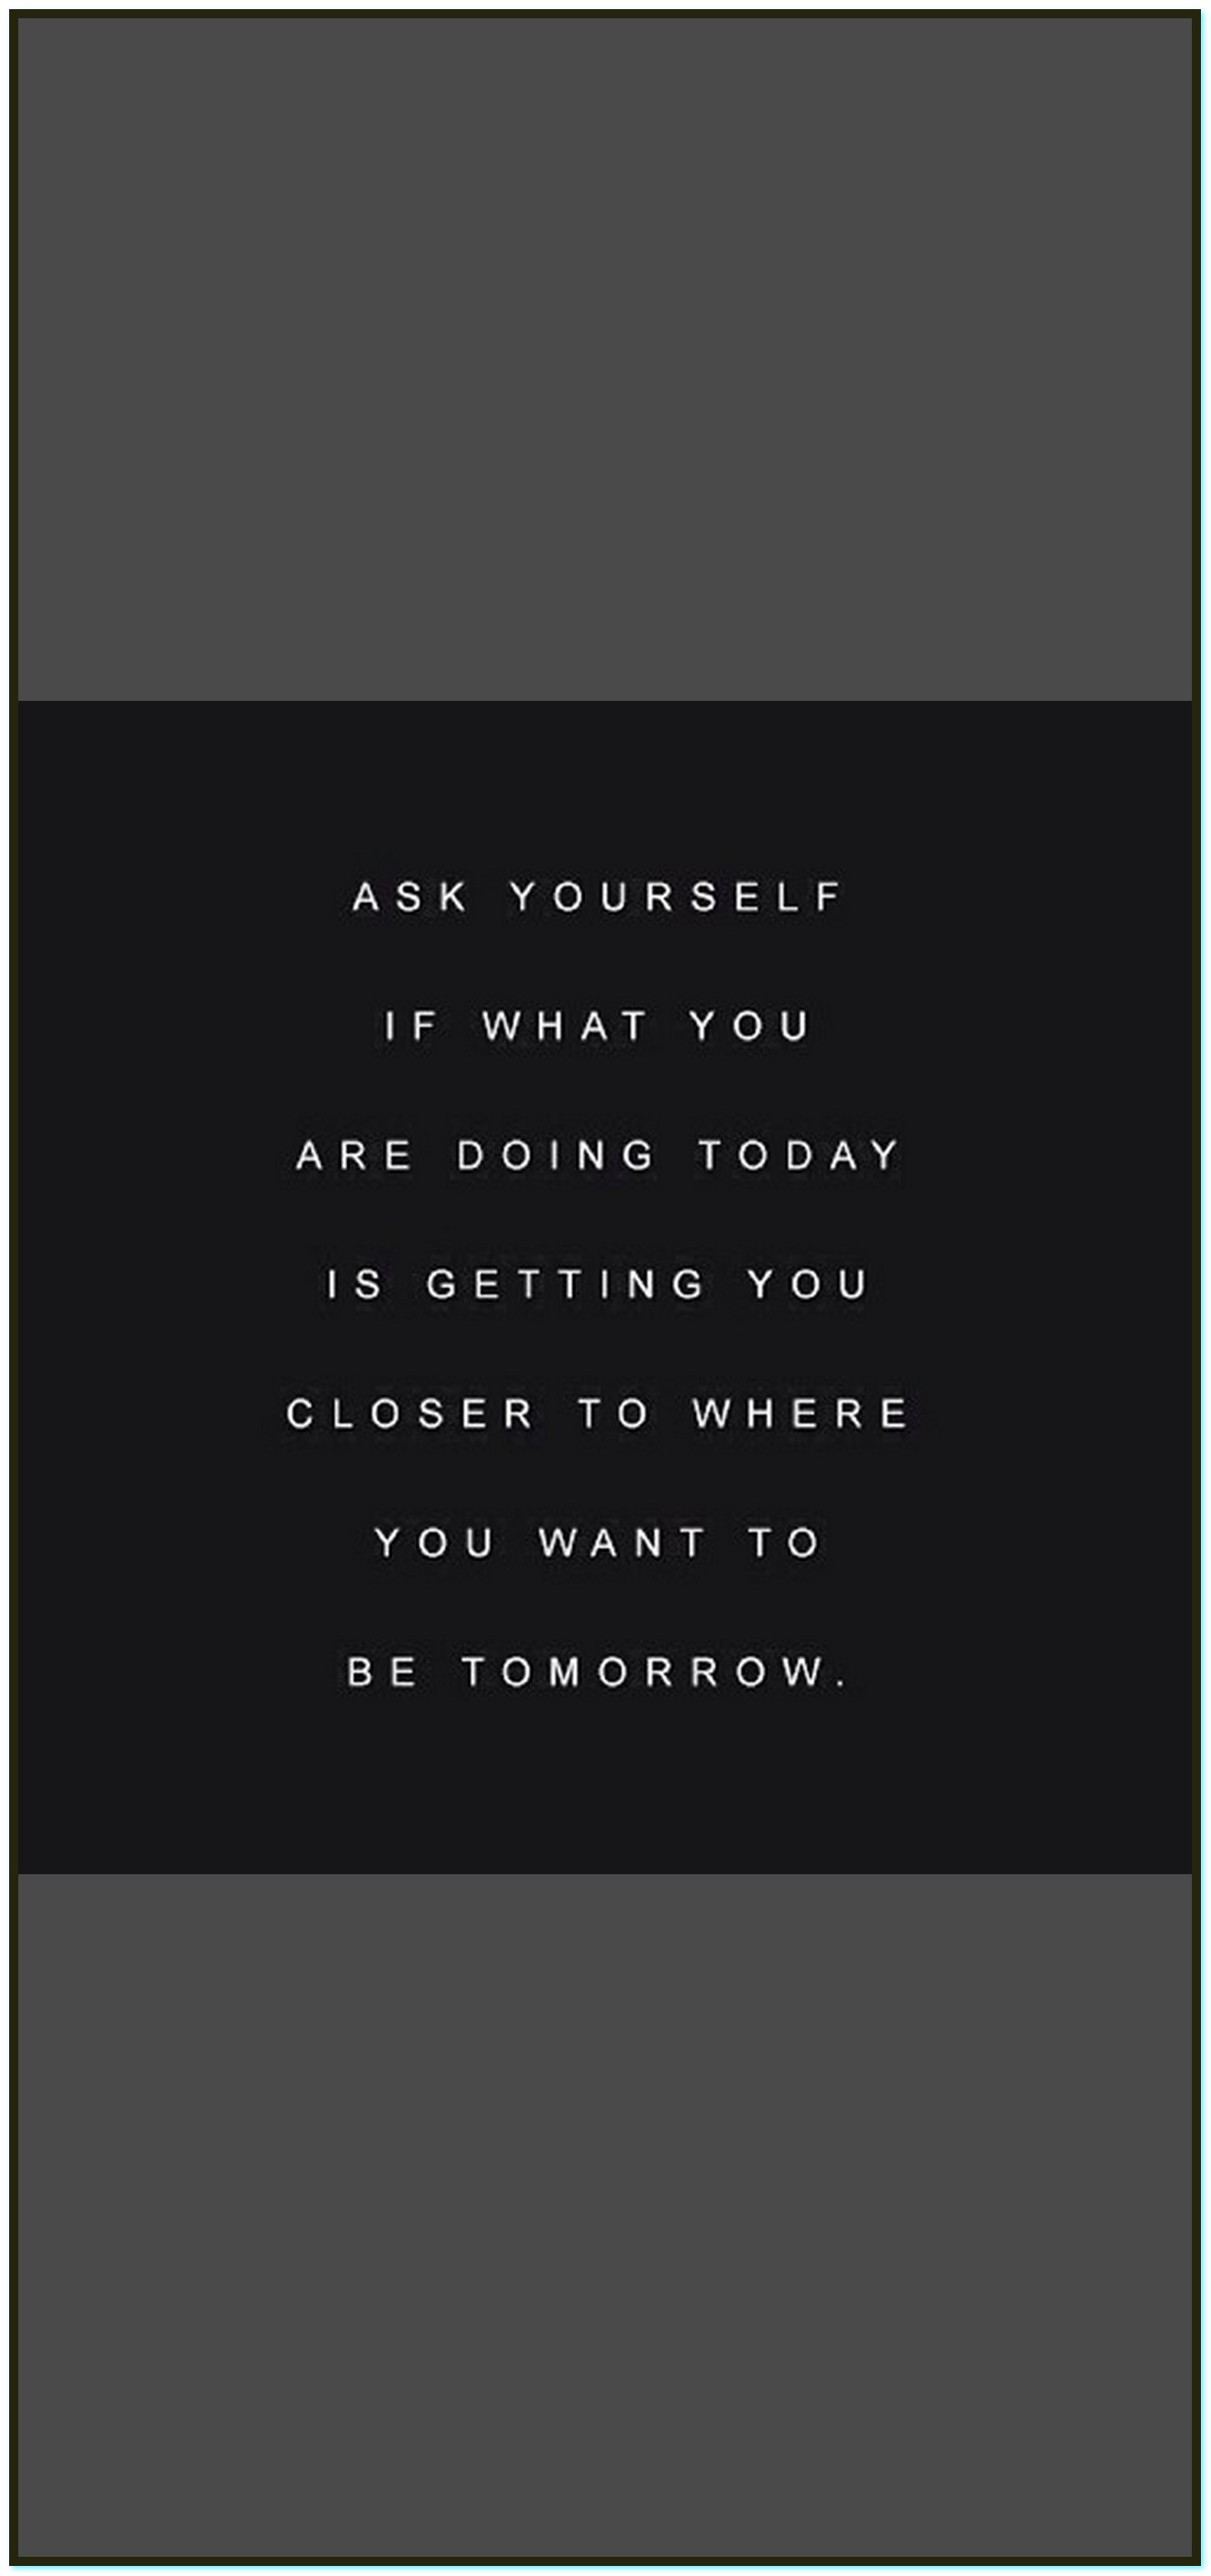 ASK YOURSELF
IF WHAT YOU
ARE DOING TODAY
IS GETTING YOU
CLOSER TO WHERE
YOU WANT TO
BE TOMORROW.